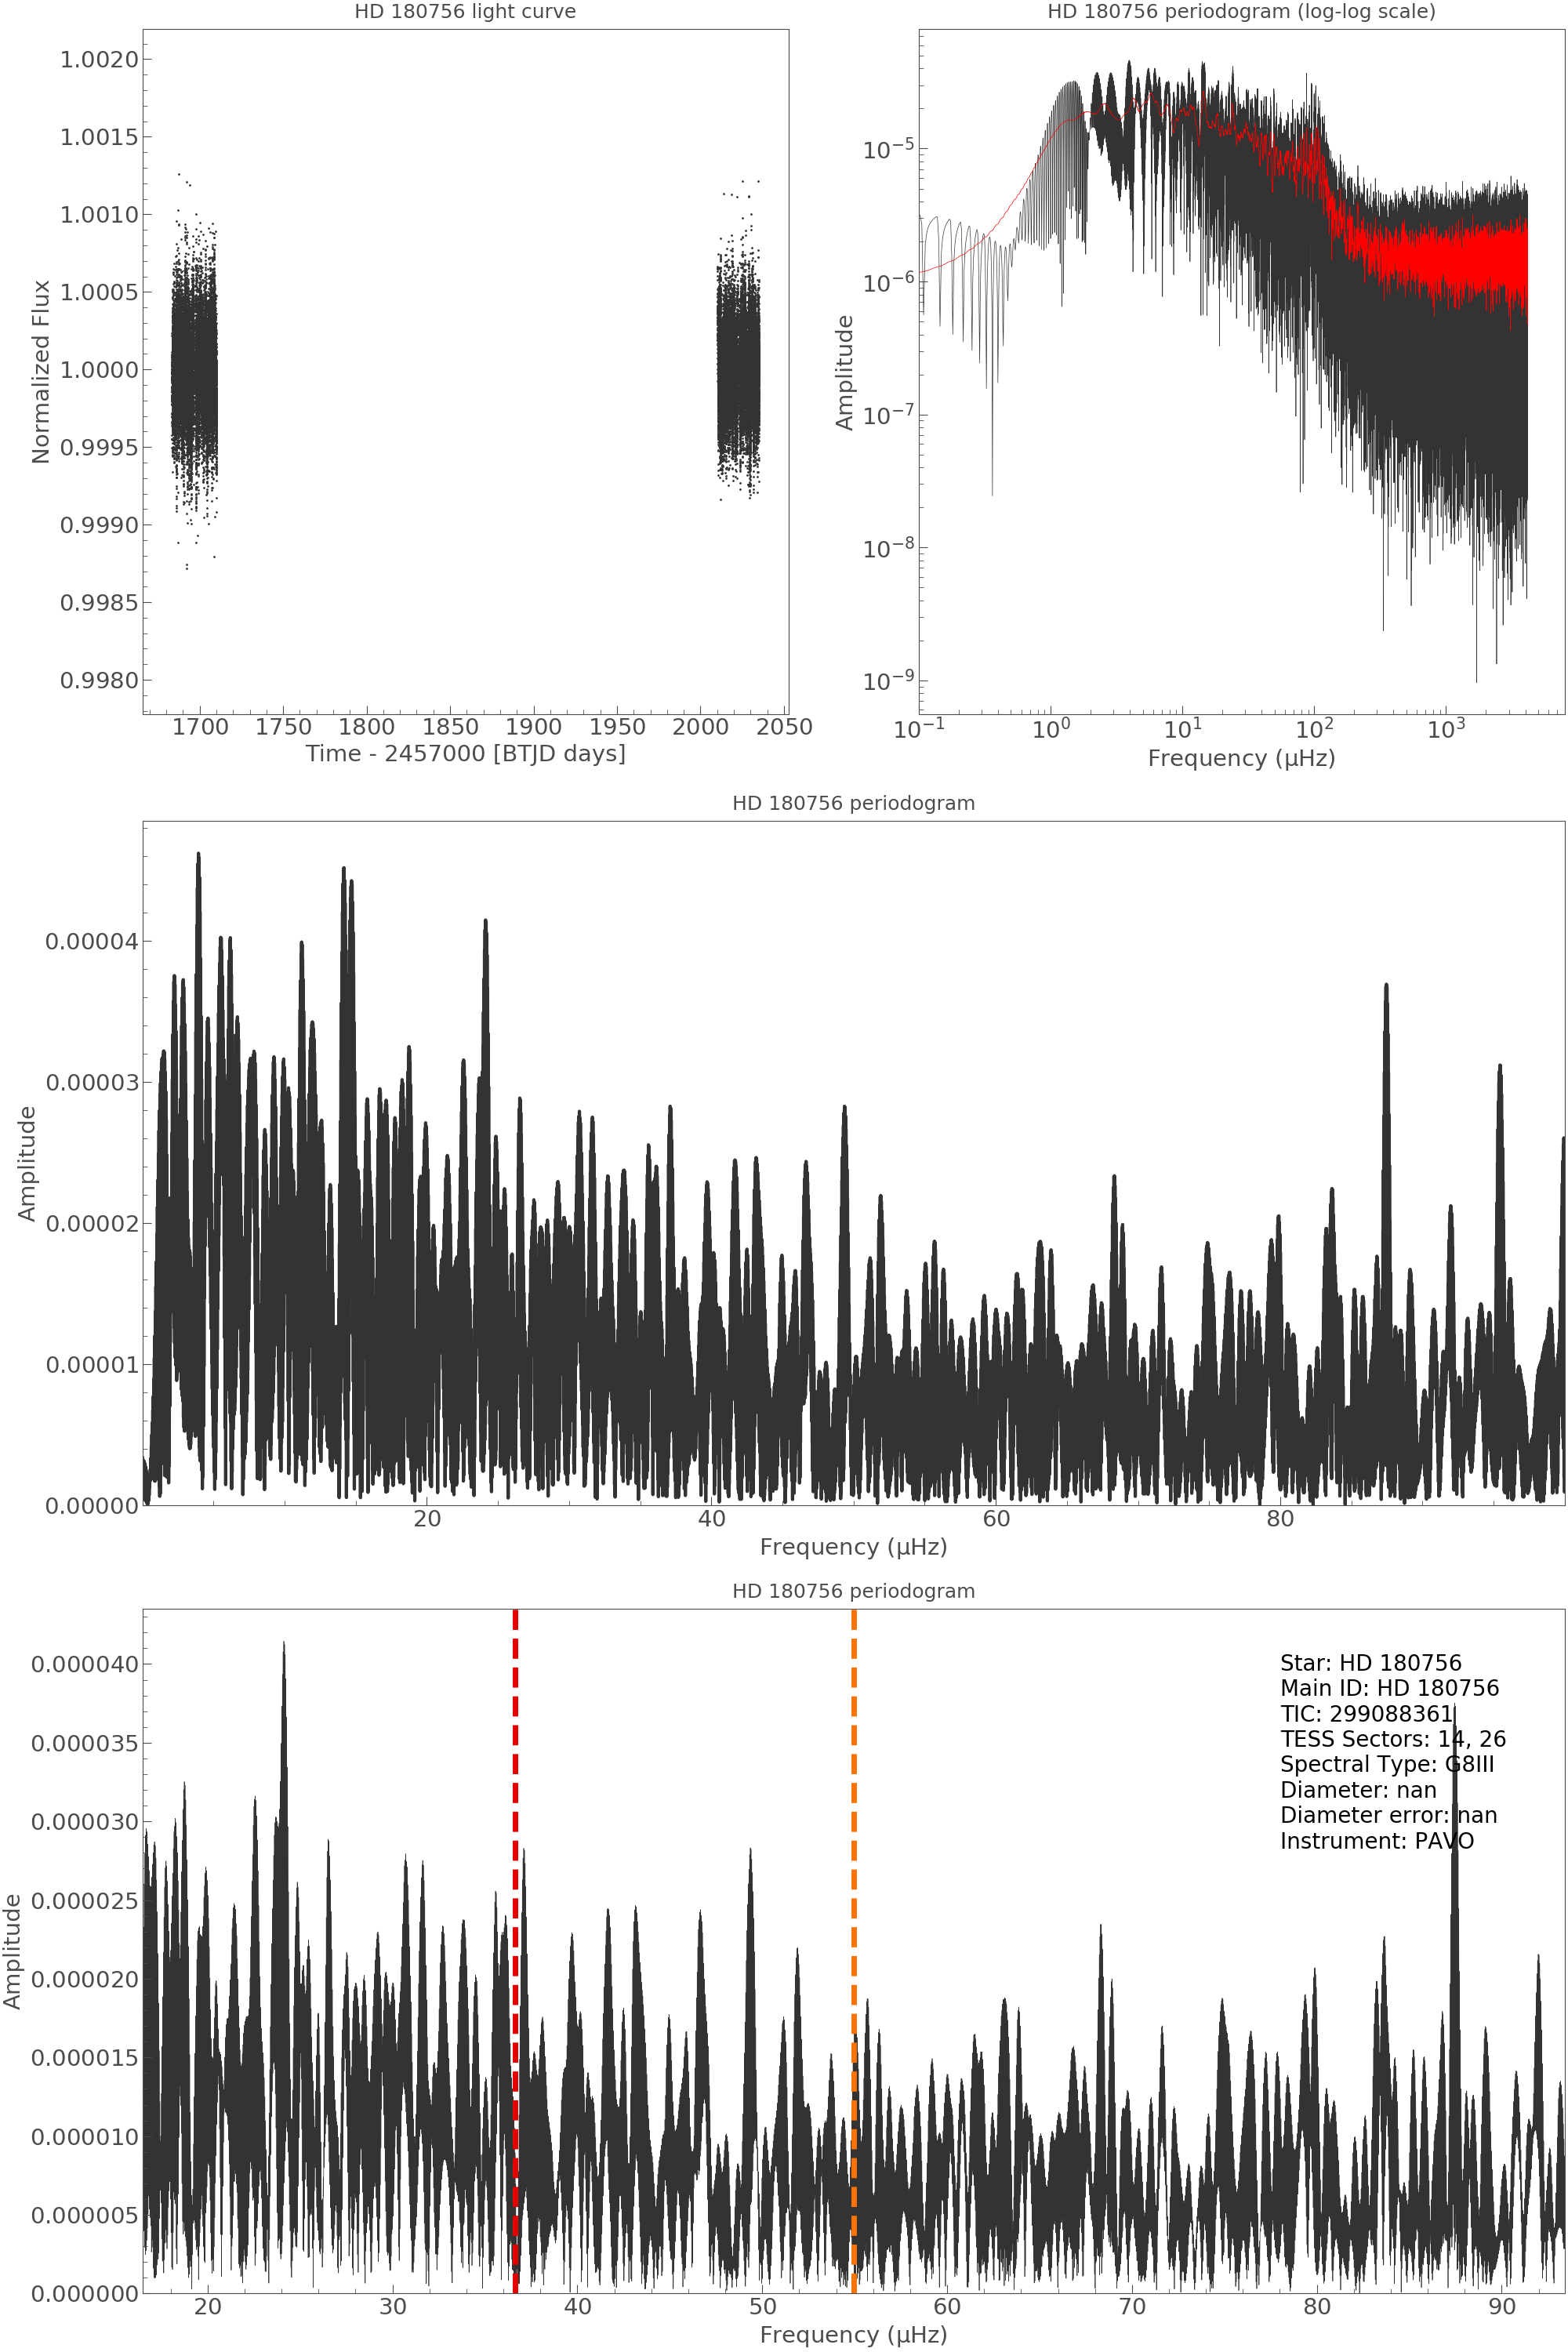 HD 180756 light curve
1.0020
1.0015
1.0010
1.0005
1.0000
0.9995
0.9990
0.9985
0.9980
Normalized Flux
1700 1750 1800 1850 1900 1950 2000 2050
Time - 2457000 [BTJD days]
HD 180756 periodogram (log-log scale)
10⁻⁵
10⁻⁶
10⁻⁷
10⁻⁸
10⁻⁹
Amplitude
10⁻¹ 10⁰ 10¹ 10² 10³
Frequency (μHz)
HD 180756 periodogram
0.00004
0.00003
0.00002
0.00001
0.00000
Amplitude
20 40 60 80
Frequency (μHz)
HD 180756 periodogram
0.000040
0.000035
0.000030
0.000025
0.000020
0.000015
0.000010
0.000005
0.000000
Amplitude
Star: HD 180756
Main ID: HD 180756
TIC: 299088361
TESS Sectors: 14, 26
Spectral Type: G8III
Diameter: nan
Diameter error: nan
Instrument: PAVO
20 30 40 50 60 70 80 90
Frequency (μHz)